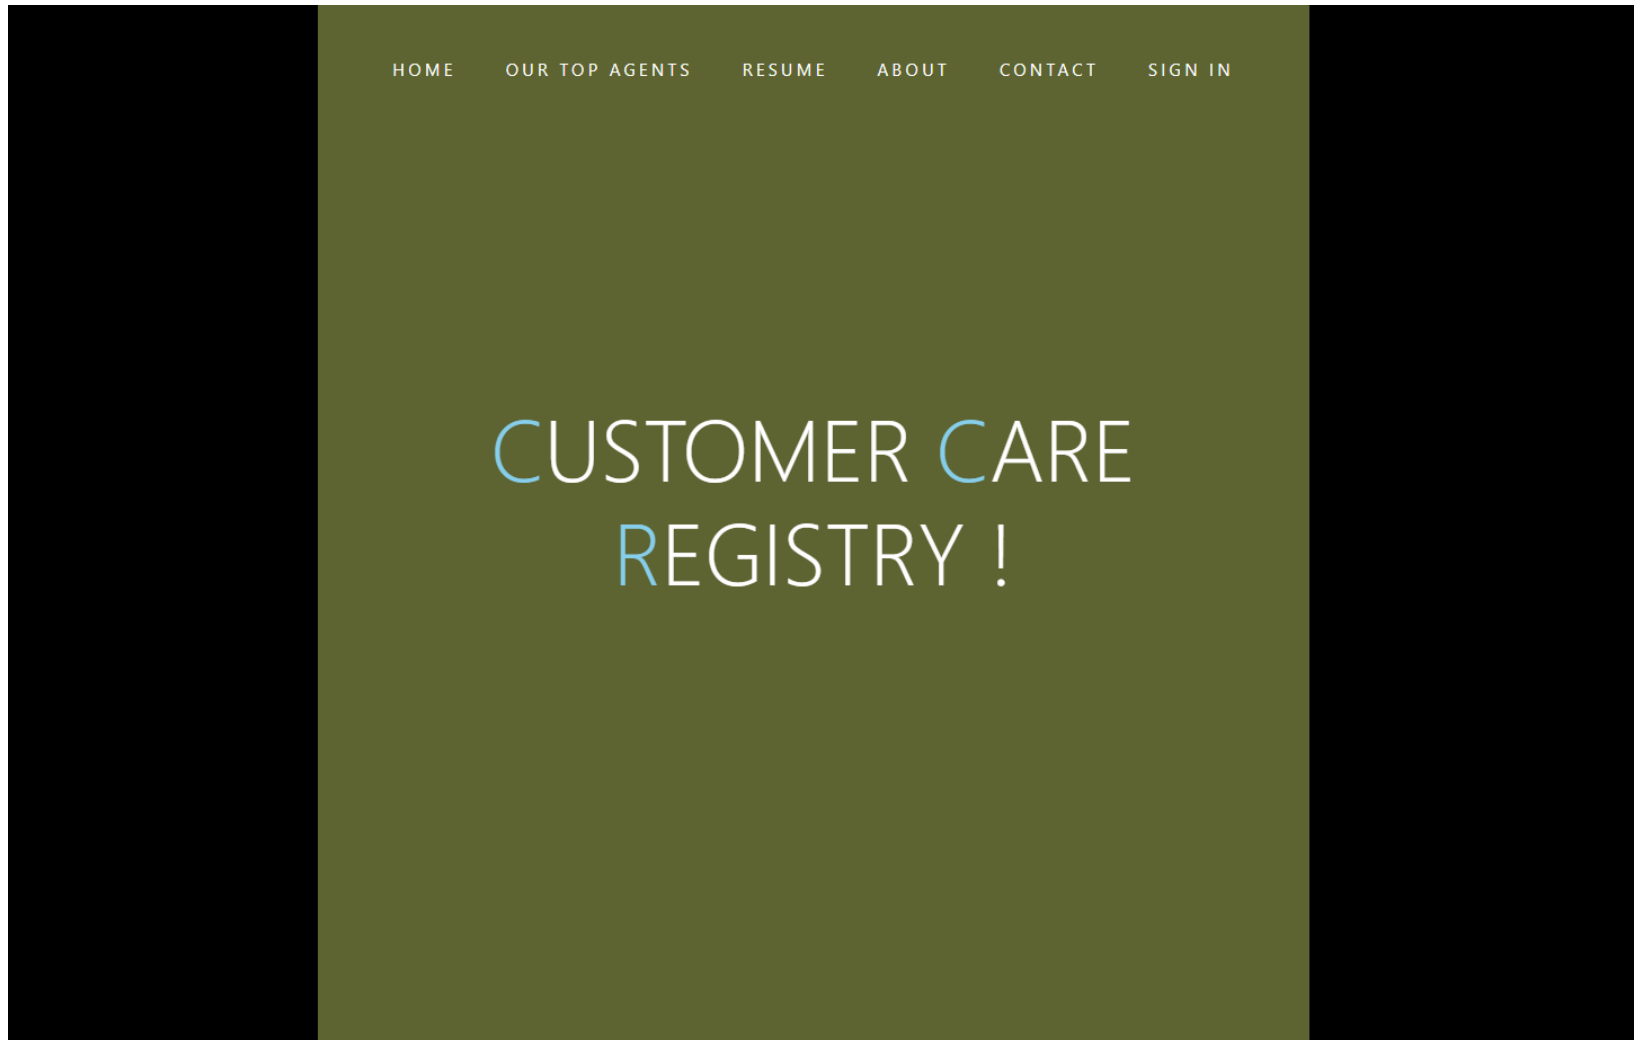 HOME OUR TOP AGENTS RESUME ABOUT CONTACT SIGN IN
CUSTOMER CARE
REGISTRY !